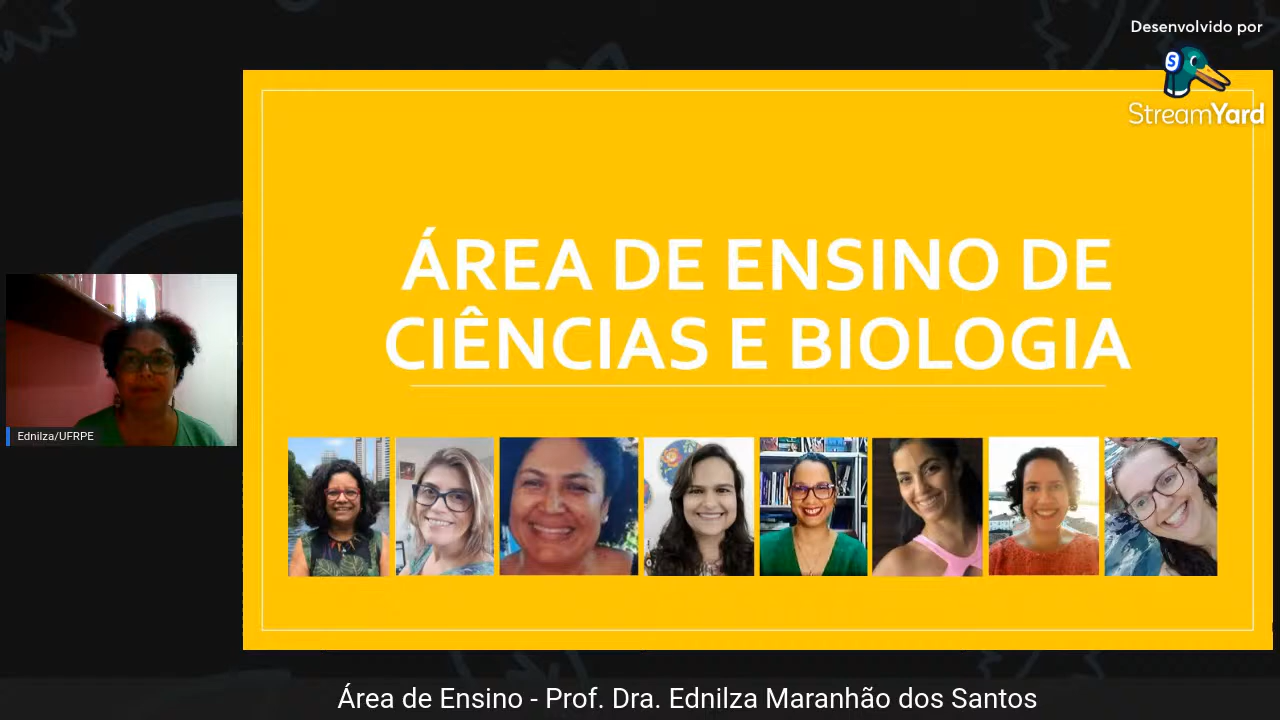 Desenvolvido por
S
StreamYard
ÁREA DE ENSINO DE
CIÊNCIAS E BIOLOGIA
Ednilza/UFRPE
Área de Ensino - Prof. Dra. Ednilza Maranhão dos Santos